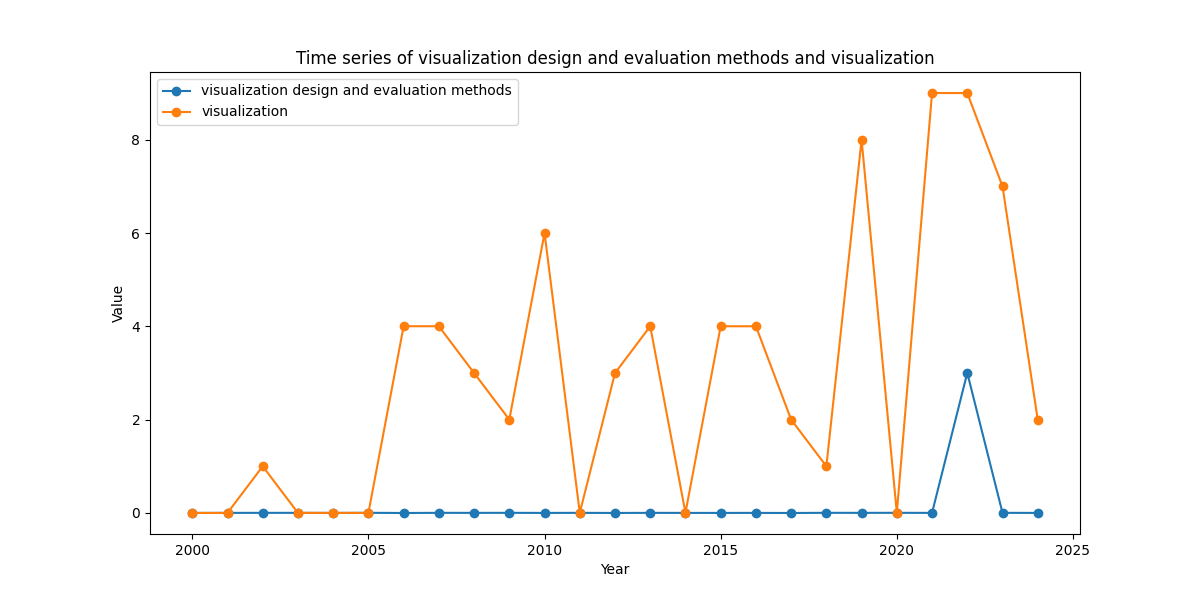 Time series of visualization design and evaluation methods and visualization
visualization design and evaluation methods
visualization
Value
8
6
4
2
0
2000 2005 2010 2015 2020 2025
Year